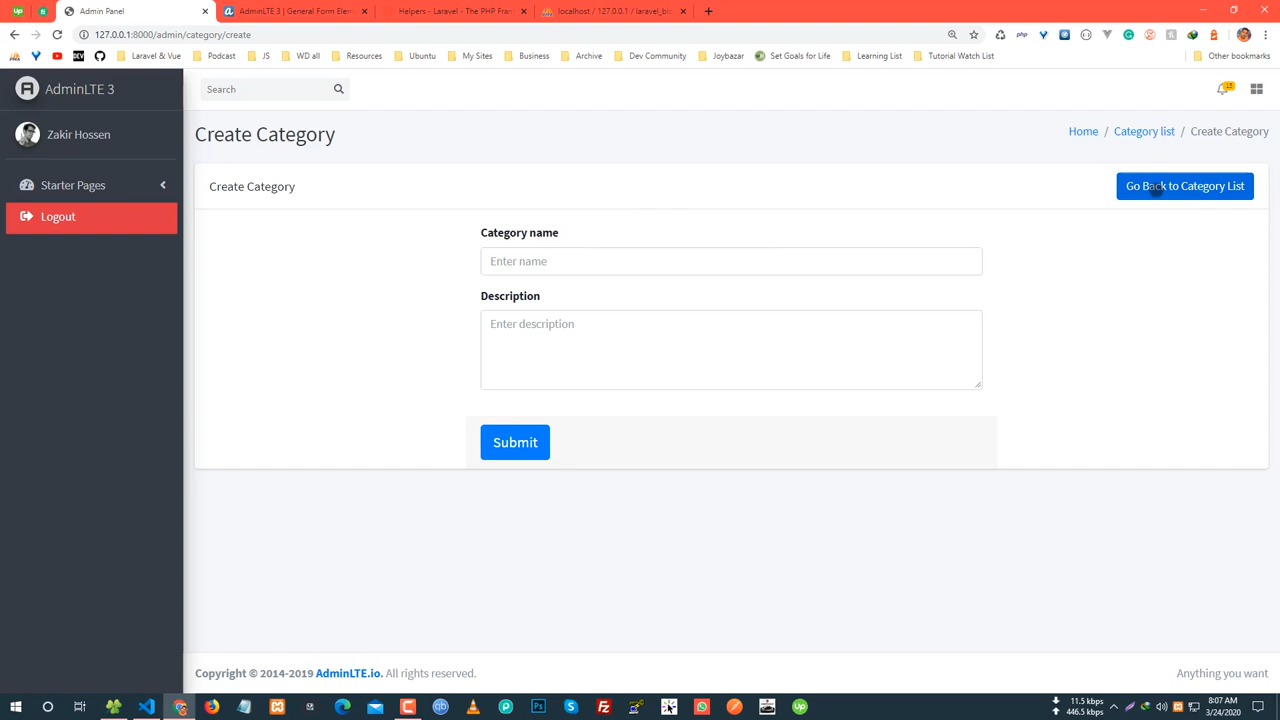 Admin Panel
AdminLTE 3 | General Form Elem
Helpers - Laravel - The PHP Fram
localhost / 127.0.0.1 / laravel_blo
127.0.0.1:8000/admin/category/create
Laravel & Vue
Podcast
JS
WD all
Resources
Ubuntu
My Sites
Business
Archive
Dev Community
Joybazar
Set Goals for Life
Learning List
Tutorial Watch List
Other bookmarks
AdminLTE 3
Search
15
Zakir Hossen
Create Category
Home / Category list / Create Category
Starter Pages
Logout
Create Category
Go Back to Category List
Category name
Enter name
Description
Enter description
Submit
Copyright © 2014-2019 AdminLTE.io. All rights reserved.
Anything you want
11.5 kbps
446.5 kbps
8:07 AM
3/24/2020